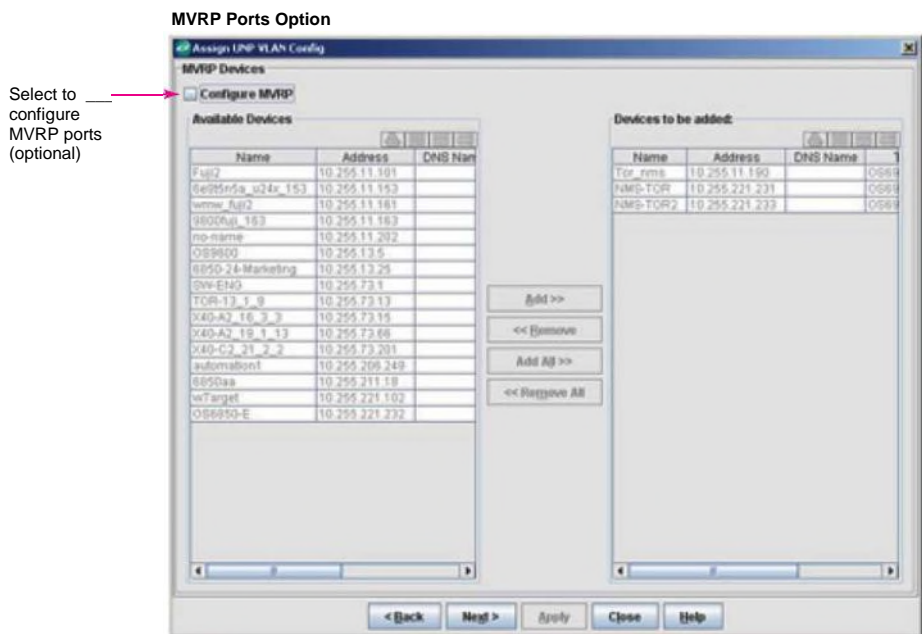 MVRP Ports Option
Assign UNP VLAN Config
MVRP Devices
Select to ___
configure
MVRP ports
(optional)
Configure MVRP
Available Devices
Name Address DNS Nam
Fuji2 10.255.11.101
10.255.11.153
wmw_fuji2 10.255.11.161
9800fuji_163 10.255.11.163
no-name 10.255.11.202
OS9600 10.255.13.5
6850-24-Marketing 10.255.13.25
SW-ENG 10.255.73.1
TOR-13_1_9 10.255.73.13
X40-A2_16_3_3 10.255.73.15
X40-A2_19_1_13 10.255.73.66
X40-C2_21_2_2 10.255.73.201
automation1 10.255.206.249
6850aa 10.255.211.18
wTarget 10.255.221.102
OS6850-E 10.255.221.232
Add >>
<< Remove
Add All >>
<< Remove All
Devices to be added:
Name Address DNS Name T
Tor_nms 10.255.11.190 OS69
NMS-TOR 10.255.221.231 OS69
NMS-TOR2 10.255.221.233 OS69
< Back Next > Apply Close Help